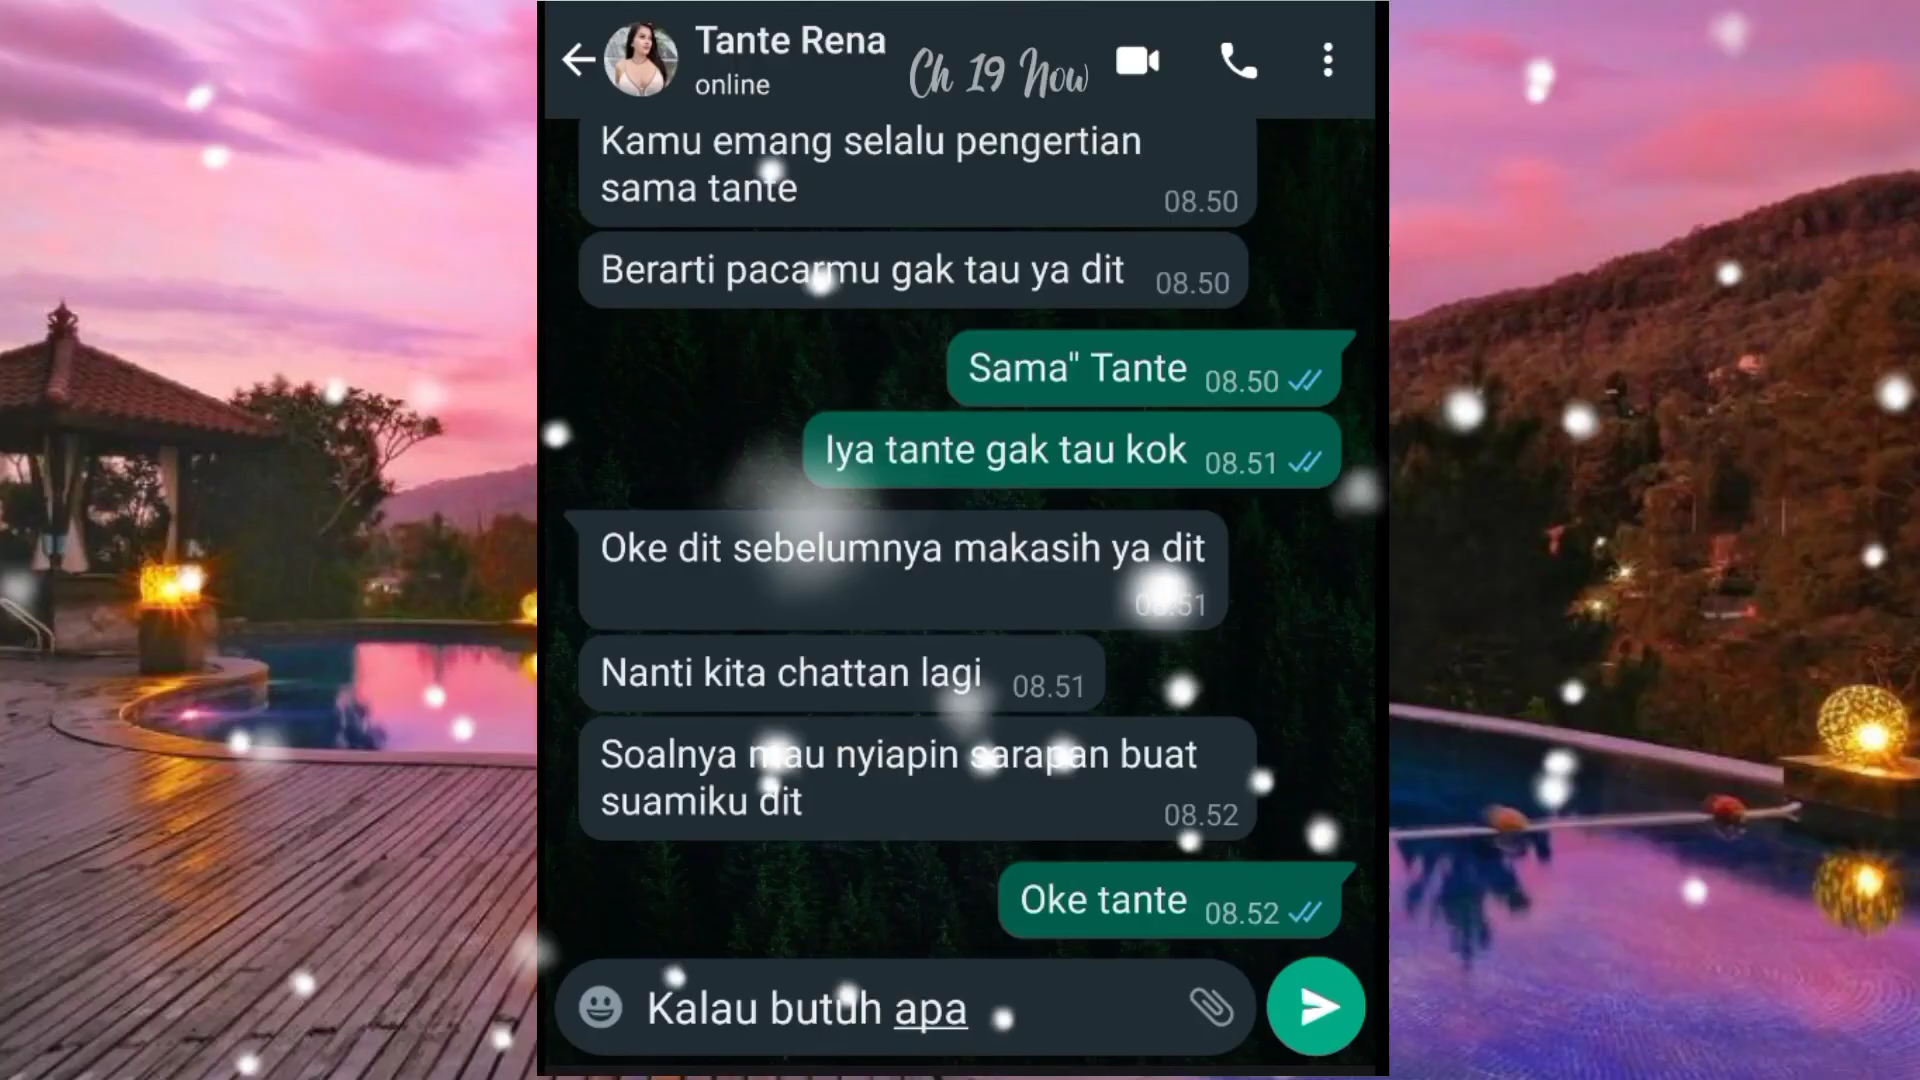 Tante Rena
online
Ch 19 Now
Kamu emang selalu pengertian
sama tante
08.50
Berarti pacarmu gak tau ya dit 08.50
Sama" Tante 08.50
Iya tante gak tau kok 08.51
Oke dit sebelumnya makasih ya dit
08.51
Nanti kita chattan lagi 08.51
Soalnya mau nyiapin sarapan buat
suamiku dit
08.52
Oke tante 08.52
Kalau butuh apa